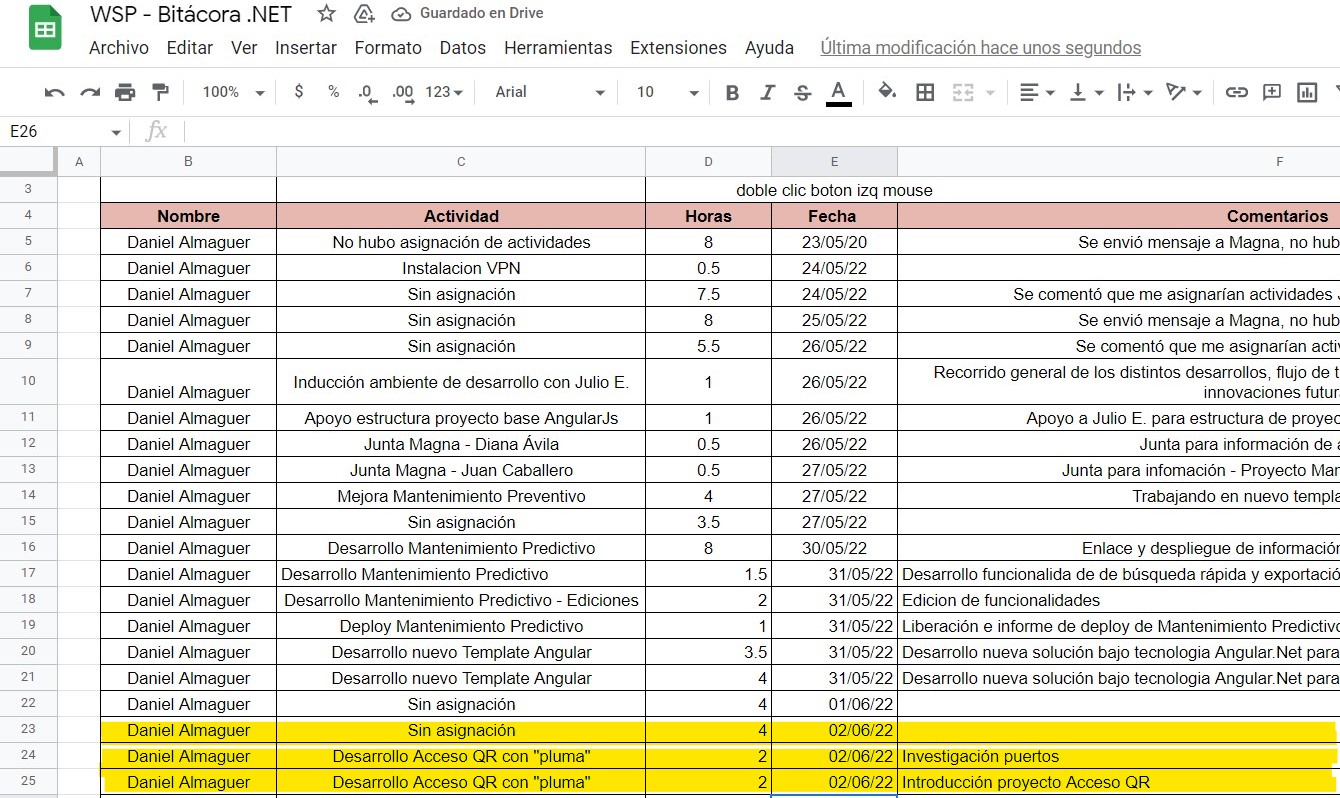 WSP - Bitácora .NET Guardado en Drive
Archivo Editar Ver Insertar Formato Datos Herramientas Extensiones Ayuda Última modificación hace unos segundos
100% $ % .0 .00 123 Arial 10 B I S A
E26 fx
A B C D E F
3 doble clic boton izq mouse
4 Nombre Actividad Horas Fecha Comentarios
5 Daniel Almaguer No hubo asignación de actividades 8 23/05/20 Se envió mensaje a Magna, no hub
6 Daniel Almaguer Instalacion VPN 0.5 24/05/22
7 Daniel Almaguer Sin asignación 7.5 24/05/22 Se comentó que me asignarían actividades
8 Daniel Almaguer Sin asignación 8 25/05/22 Se envió mensaje a Magna, no hub
9 Daniel Almaguer Sin asignación 5.5 26/05/22 Se comentó que me asignarían acti
10 Daniel Almaguer Inducción ambiente de desarrollo con Julio E. 1 26/05/22 Recorrido general de los distintos desarrollos, flujo de t
innovaciones futur
11 Daniel Almaguer Apoyo estructura proyecto base AngularJs 1 26/05/22 Apoyo a Julio E. para estructura de proyec
12 Daniel Almaguer Junta Magna - Diana Ávila 0.5 26/05/22 Junta para información de a
13 Daniel Almaguer Junta Magna - Juan Caballero 0.5 27/05/22 Junta para infomación - Proyecto Mar
14 Daniel Almaguer Mejora Mantenimiento Preventivo 4 27/05/22 Trabajando en nuevo templa
15 Daniel Almaguer Sin asignación 3.5 27/05/22
16 Daniel Almaguer Desarrollo Mantenimiento Predictivo 8 30/05/22 Enlace y despliegue de información
17 Daniel Almaguer Desarrollo Mantenimiento Predictivo 1.5 31/05/22 Desarrollo funcionalida de de búsqueda rápida y exportació
18 Daniel Almaguer Desarrollo Mantenimiento Predictivo - Ediciones 2 31/05/22 Edicion de funcionalidades
19 Daniel Almaguer Deploy Mantenimiento Predictivo 1 31/05/22 Liberación e informe de deploy de Mantenimiento Predictivo
20 Daniel Almaguer Desarrollo nuevo Template Angular 3.5 31/05/22 Desarrollo nueva solución bajo tecnologia Angular.Net para
21 Daniel Almaguer Desarrollo nuevo Template Angular 4 31/05/22 Desarrollo nueva solución bajo tecnologia Angular.Net para
22 Daniel Almaguer Sin asignación 4 01/06/22
23 Daniel Almaguer Sin asignación 4 02/06/22
24 Daniel Almaguer Desarrollo Acceso QR con "pluma" 2 02/06/22 Investigación puertos
25 Daniel Almaguer Desarrollo Acceso QR con "pluma" 2 02/06/22 Introducción proyecto Acceso QR